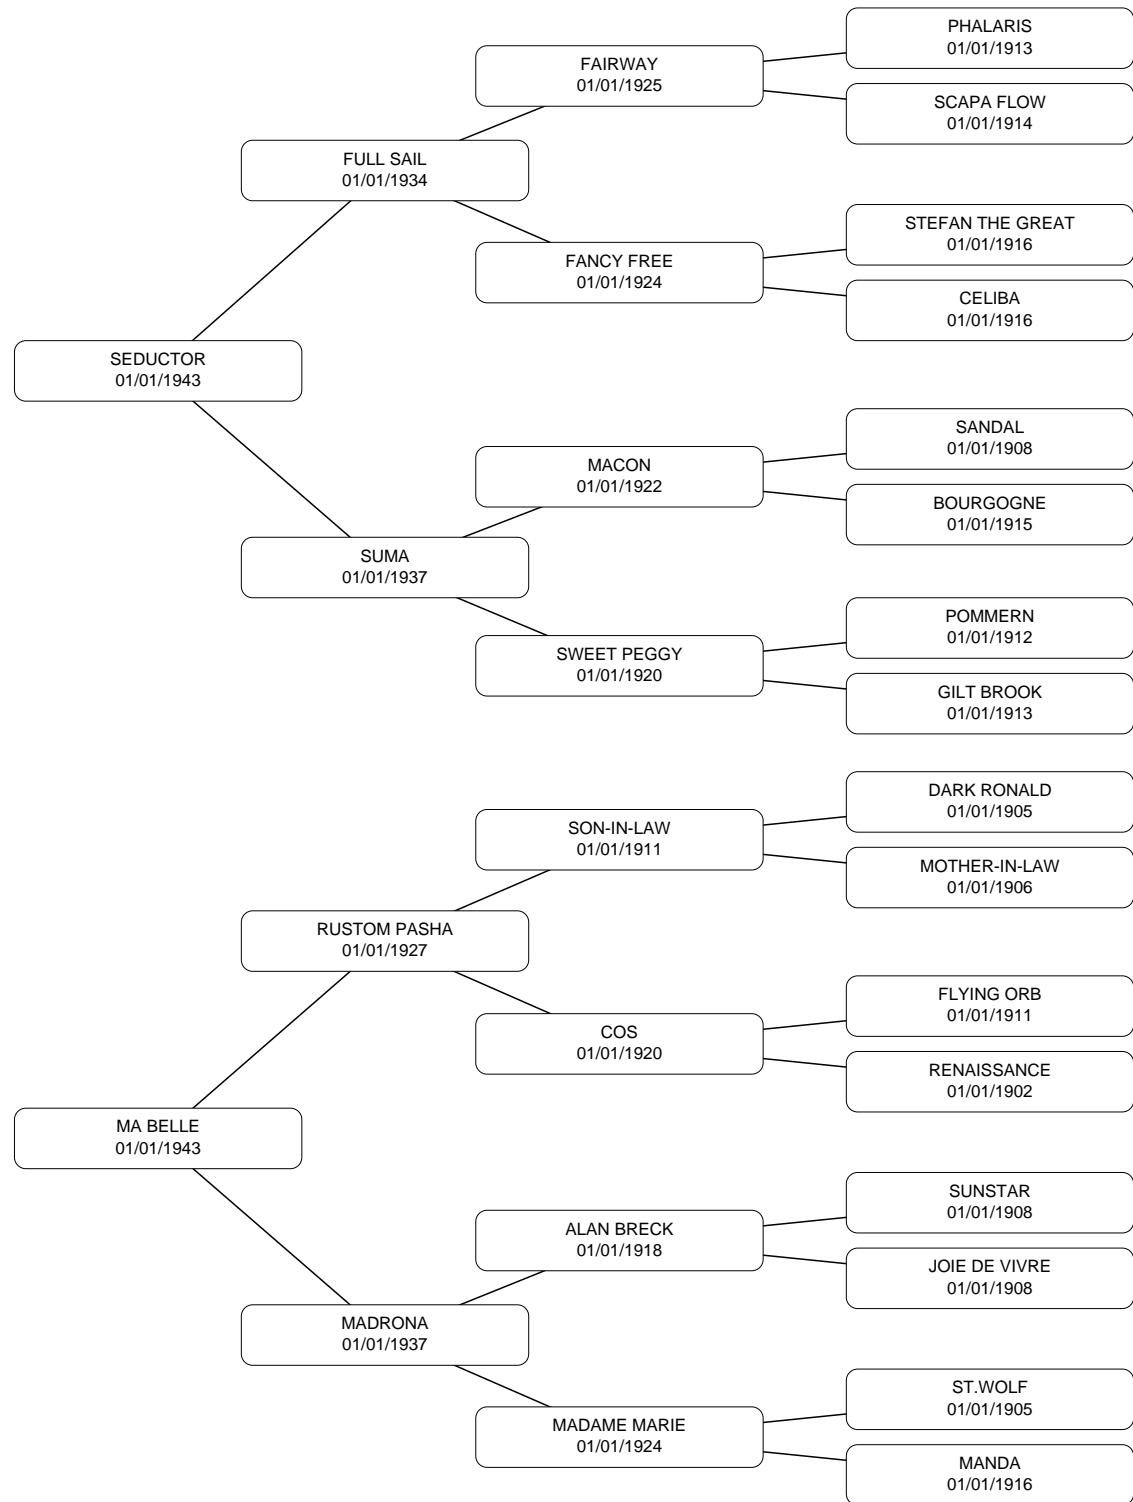 PHALARIS
01/01/1913
FAIRWAY
01/01/1925
SCAPA FLOW
01/01/1914
FULL SAIL
01/01/1934
STEFAN THE GREAT
01/01/1916
FANCY FREE
01/01/1924
CELIBA
01/01/1916
SEDUCTOR
01/01/1943
SANDAL
01/01/1908
MACON
01/01/1922
BOURGOGNE
01/01/1915
SUMA
01/01/1937
POMMERN
01/01/1912
SWEET PEGGY
01/01/1920
GILT BROOK
01/01/1913
DARK RONALD
01/01/1905
SON-IN-LAW
01/01/1911
MOTHER-IN-LAW
01/01/1906
RUSTOM PASHA
01/01/1927
FLYING ORB
01/01/1911
COS
01/01/1920
RENAISSANCE
01/01/1902
MA BELLE
01/01/1943
SUNSTAR
01/01/1908
ALAN BRECK
01/01/1918
JOIE DE VIVRE
01/01/1908
MADRONA
01/01/1937
ST.WOLF
01/01/1905
MADAME MARIE
01/01/1924
MANDA
01/01/1916